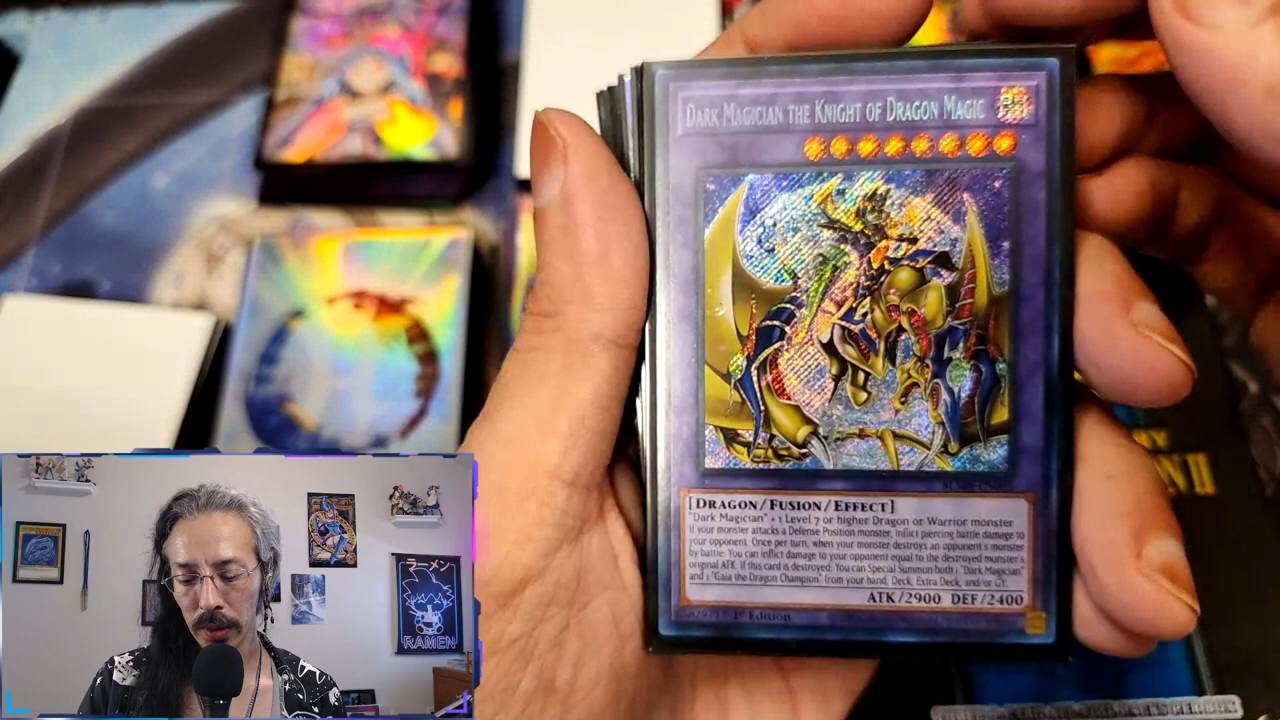 DARK MAGICIAN THE KNIGHT OF DRAGON MAGIC
[DRAGON/FUSION/EFFECT]
"Dark Magician" + 1 Level 7 or higher Dragon or Warrior monster
If your monster attacks a Defense Position monster, inflict piercing battle damage to
your opponent. Once per turn, when your monster destroys an opponent's monster
by battle: You can inflict damage to your opponent equal to the destroyed monster's
original ATK. If this card is destroyed: You can Special Summon both 1 "Dark Magician"
and 1 "Gaia the Dragon Champion" from your hand, Deck, Extra Deck, and/or GY.
ATK/2900 DEF/2400
1st Edition
II
ラーメン
RAMEN